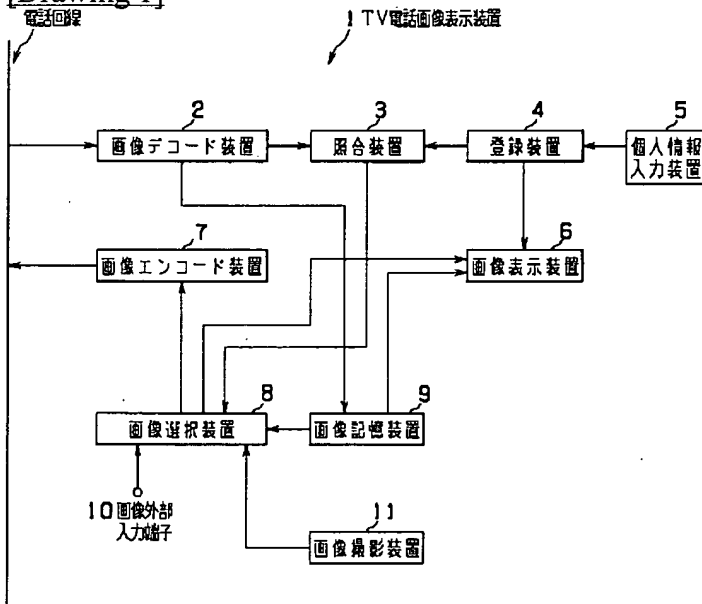 [Drawing 1]
電話回線
1 TV電話画像表示装置
2
画像デコード装置
3
照合装置
4
登録装置
5
個人情報
入力装置
7
画像エンコード装置
6
画像表示装置
8
画像選択装置
9
画像記憶装置
10 画像外部
入力端子
11
画像撮影装置